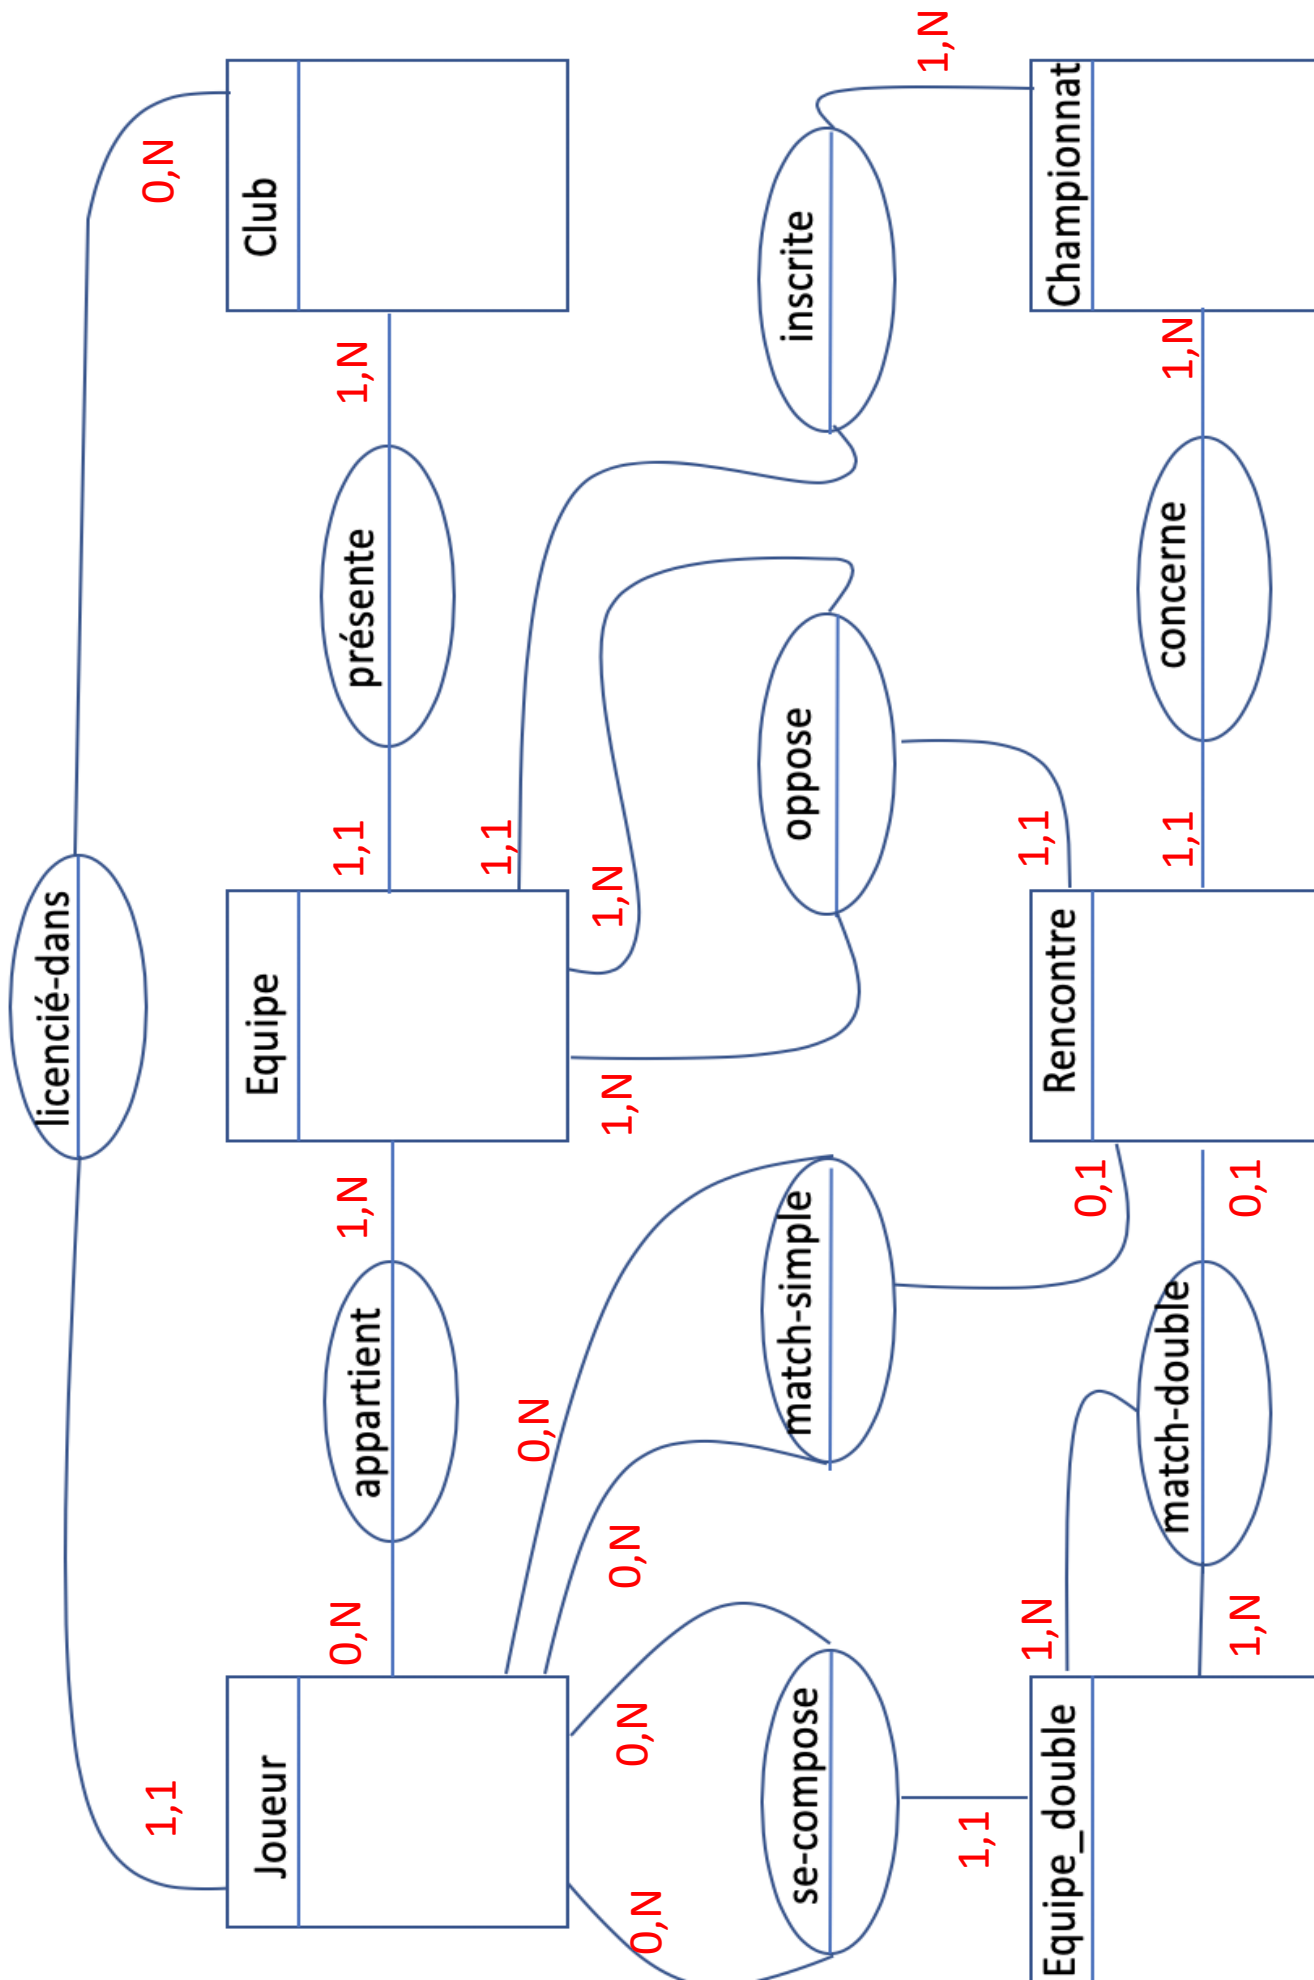 licencié-dans
1,1
0,N
Joueur
Equipe
Club
0,N
appartient
1,N
1,1
présente
1,N
1,1
0,N
0,N
0,N
0,N
1,N
1,N
se-compose
match-simple
oppose
inscrite
1,N
1,1
1,N
1,1
Equipe_double
Rencontre
Championnat
0,1
match-double
1,1
concerne
1,N
1,N
0,1